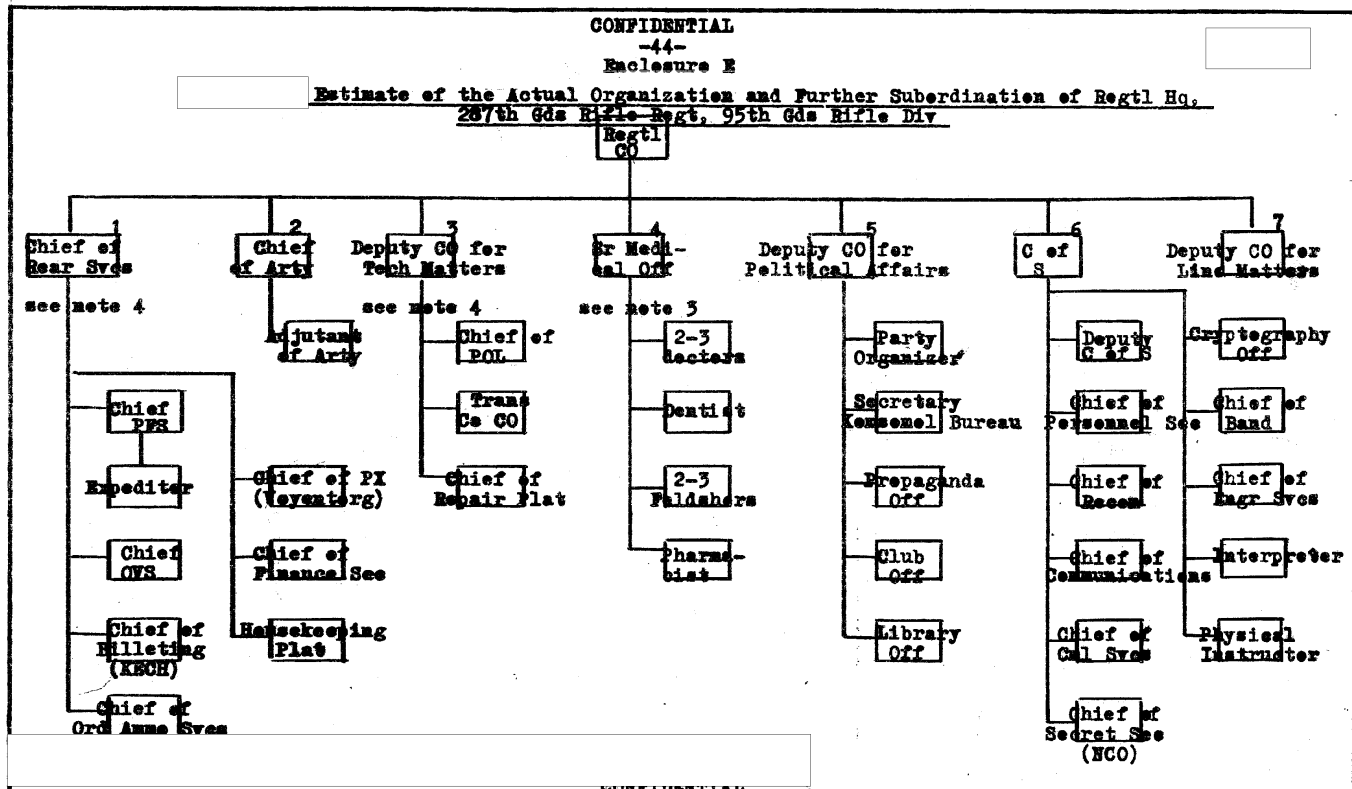 CONFIDENTIAL
-44-
Enclosure E
Estimate of the Actual Organization and Further Subordination of Regtl Hq,
287th Gds Rifle Regt, 95th Gds Rifle Div
Regtl
CO
1
Chief of
Rear Svcs
see note 4
2
Chief
of Arty
3
Deputy CO for
Tech Matters
see note 4
4
Sr Medi-
cal Off
see note 3
5
Deputy CO for
Political Affairs
6
C of
S
7
Deputy CO for
Line Matters
Chief
PFS
Expediter
Chief
OVS
Chief of
Billeting
(KECH)
Chief of
Ord Ammo Svcs
Chief of PX
(Voyentorg)
Chief of
Finance Sec
Housekeeping
Plat
Adjutant
of Arty
Chief of
POL
Trans
Co CO
Chief of
Repair Plat
2-3
doctors
Dentist
2-3
Feldshers
Pharma-
cist
Party
Organizer
Secretary
Komsomol Bureau
Propaganda
Off
Club
Off
Library
Off
Deputy
C of S
Chief of
Personnel Sec
Chief of
Recon
Chief of
Communications
Chief of
Cml Svcs
Chief of
Secret Sec
(NCO)
Cryptography
Off
Chief of
Band
Chief of
Engr Svcs
Interpreter
Physical
Instructor
CONFIDENTIAL